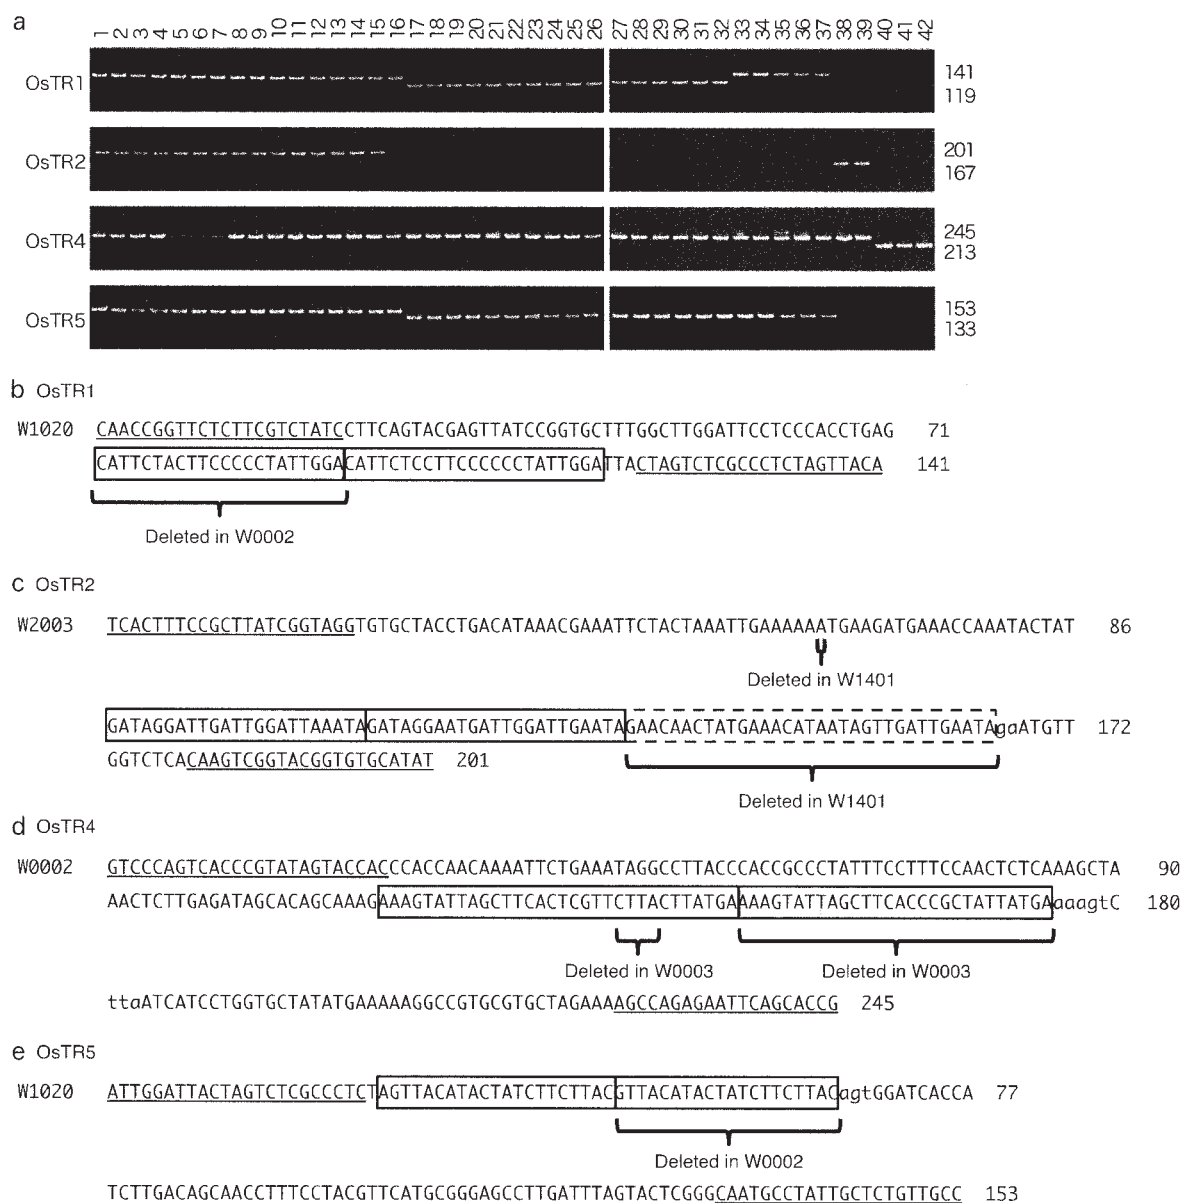 a
1 2 3 4 5 6 7 8 9 10 11 12 13 14 15 16 17 18 19 20 21 22 23 24 25 26 27 28 29 30 31 32 33 34 35 36 37 38 39 40 41 42
OsTR1 141
119
OsTR2 201
167
OsTR4 245
213
OsTR5 153
133
b OsTR1
W1020 CAACCGGTTCTCTTCGTCTATCCTTCAGTACGAGTTATCCGGTGCTTTGGCTTGGATTCCTCCCACCTGAG 71
CATTCTACTTCCCCCTATTGGACATTCTCCTTCCCCCCTATTGGATTACTAGTCTCGCCCTCTAGTTACA 141
Deleted in W0002
c OsTR2
W2003 TCACTTTCCGCTTATCGGTAGGTGTGCTACCTGACATAAACGAAATTCTACTAAATTGAAAAAATGAAGATGAAACCAAATACTAT 86
Deleted in W1401
GATAGGATTGATTGGATTAAATAGATAGGAATGATTGGATTGAATAGAACAACTATGAAACATAATAGTTGATTGAATAgaATGTT 172
GGTCTCACAAGTCGGTACGGTGTGCATAT 201
Deleted in W1401
d OsTR4
W0002 GTCCCAGTCACCCGTATAGTACCACCCACCAACAAAATTCTGAAATAGGCCTTACCCACCGCCCTATTTCCTTTCCAACTCTCAAAGCTA 90
AACTCTTGAGATAGCACAGCAAAGAAAGTATTAGCTTCACTCGTTCTTACTTATGAAAAGTATTAGCTTCACCCGCTATTATGAaaagtC 180
Deleted in W0003 Deleted in W0003
ttaATCATCCTGGTGCTATATGAAAAAGGCCGTGCGTGCTAGAAAAGCCAGAGAATTCAGCACCG 245
e OsTR5
W1020 ATTGGATTACTAGTCTCGCCCTCTAGTTACATACTATCTTCTTACGTTACATACTATCTTCTTACagtGGATCACCA 77
Deleted in W0002
TCTTGACAGCAACCTTTCCTACGTTCATGCGGGAGCCTTGATTTAGTACTCGGGCAATGCCTATTGCTCTGTTGCC 153